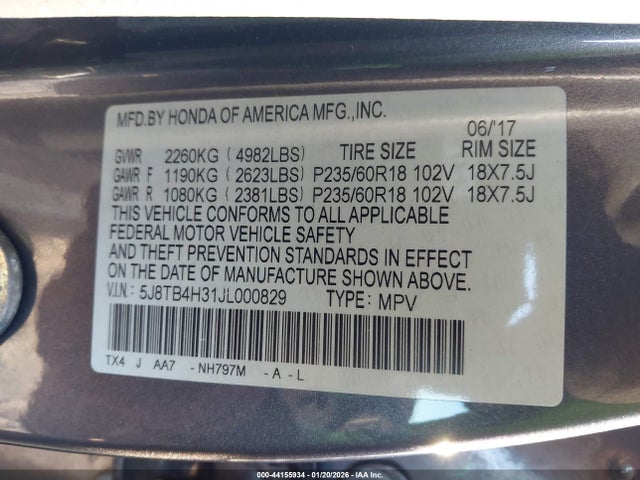 MFD.BY HONDA OF AMERICA MFG.,INC.
06/'17
GVWR 2260KG (4982LBS) TIRE SIZE RIM SIZE
GAWR F 1190KG (2623LBS) P235/60R18 102V 18X7.5J
GAWR R 1080KG (2381LBS) P235/60R18 102V 18X7.5J
THIS VEHICLE CONFORMS TO ALL APPLICABLE
FEDERAL MOTOR VEHICLE SAFETY
AND THEFT PREVENTION STANDARDS IN EFFECT
ON THE DATE OF MANUFACTURE SHOWN ABOVE.
V.I.N.: 5J8TB4H31JL000829 TYPE: MPV
TX4 J AA7 -NH797M -A -L
000-44155934 | 01/20/2026 - IAA Inc.